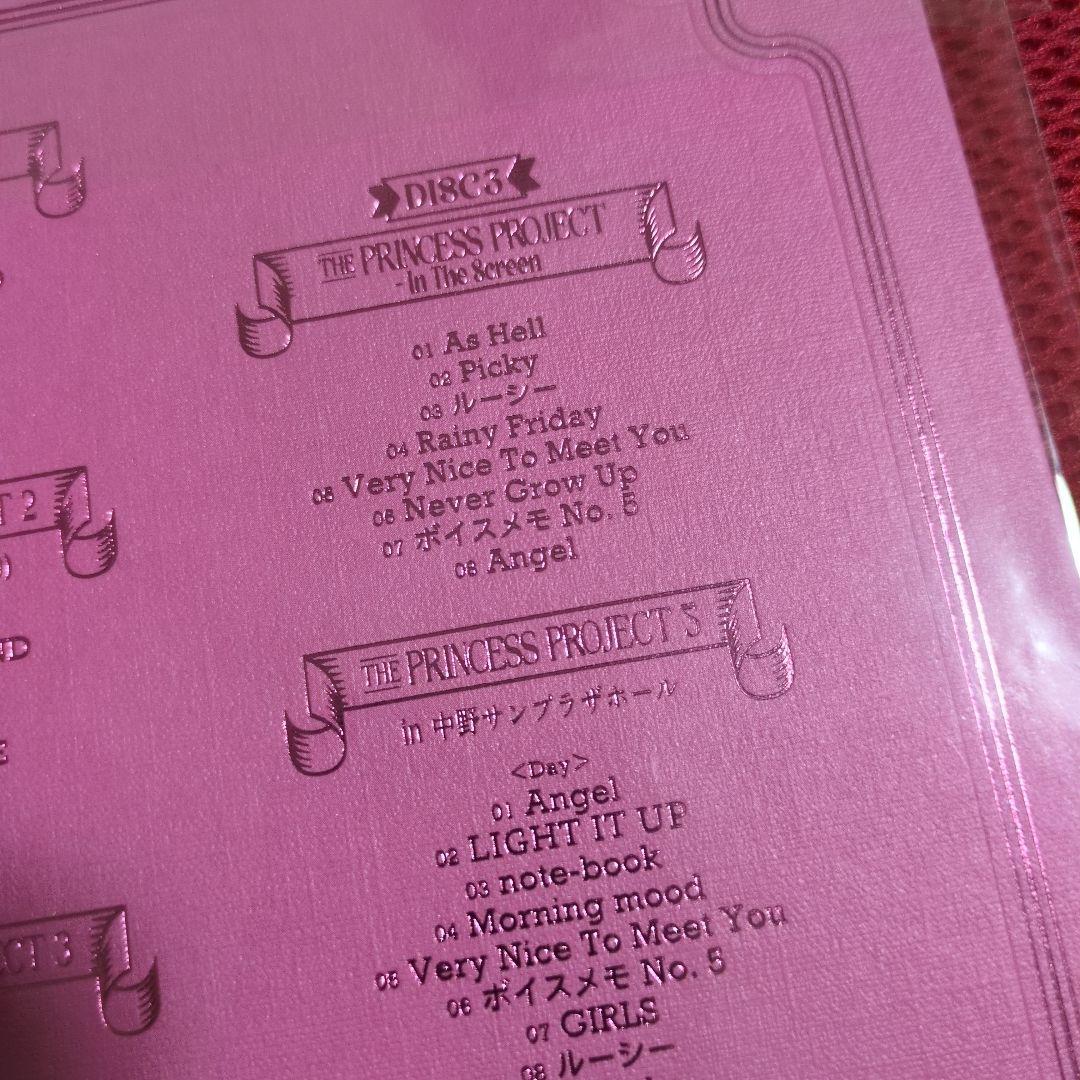 DISC3
THE PRINCESS PROJECT
- In The Screen
01 As Hell
02 Picky
03 ルーシー
04 Rainy Friday
05 Very Nice To Meet You
06 Never Grow Up
07 ボイスメモ No. 5
08 Angel
THE PRINCESS PROJECT 5
in 中野サンプラザホール
<Day>
01 Angel
02 LIGHT IT UP
03 note-book
04 Morning mood
05 Very Nice To Meet You
06 ボイスメモ No. 5
07 GIRLS
08 ルーシー
T 2
ECT 3